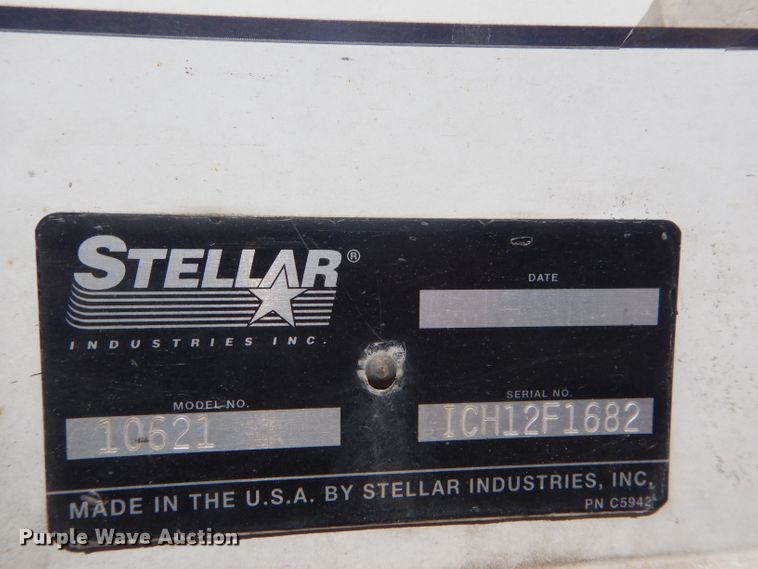 STELLAR®
INDUSTRIES INC.
DATE
MODEL NO.
10621
SERIAL NO.
ICH12F1682
MADE IN THE U.S.A. BY STELLAR INDUSTRIES, INC.
PN C5942
Purple Wave Auction